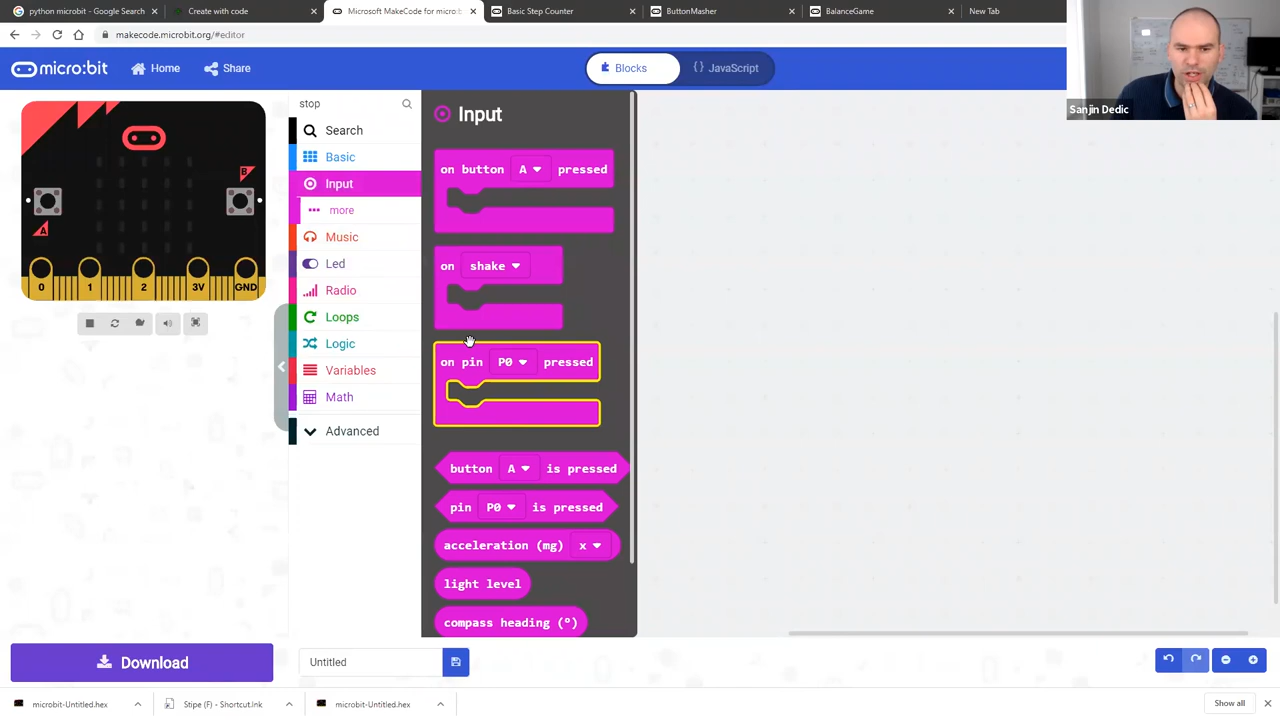 python microbit - Google Search
Create with code
Microsoft MakeCode for micro:b
Basic Step Counter
ButtonMasher
BalanceGame
New Tab
makecode.microbit.org/#editor
micro:bit
Home
Share
Blocks
JavaScript
Sanjin Dedic
B
A
0 1 2 3V GND
stop
Search
Basic
Input
more
Music
Led
Radio
Loops
Logic
Variables
Math
Advanced
Input
on button A pressed
on shake
on pin P0 pressed
button A is pressed
pin P0 is pressed
acceleration (mg) x
light level
compass heading (°)
Download
Untitled
microbit-Untitled.hex
Stipe (F) - Shortcut.lnk
microbit-Untitled.hex
Show all